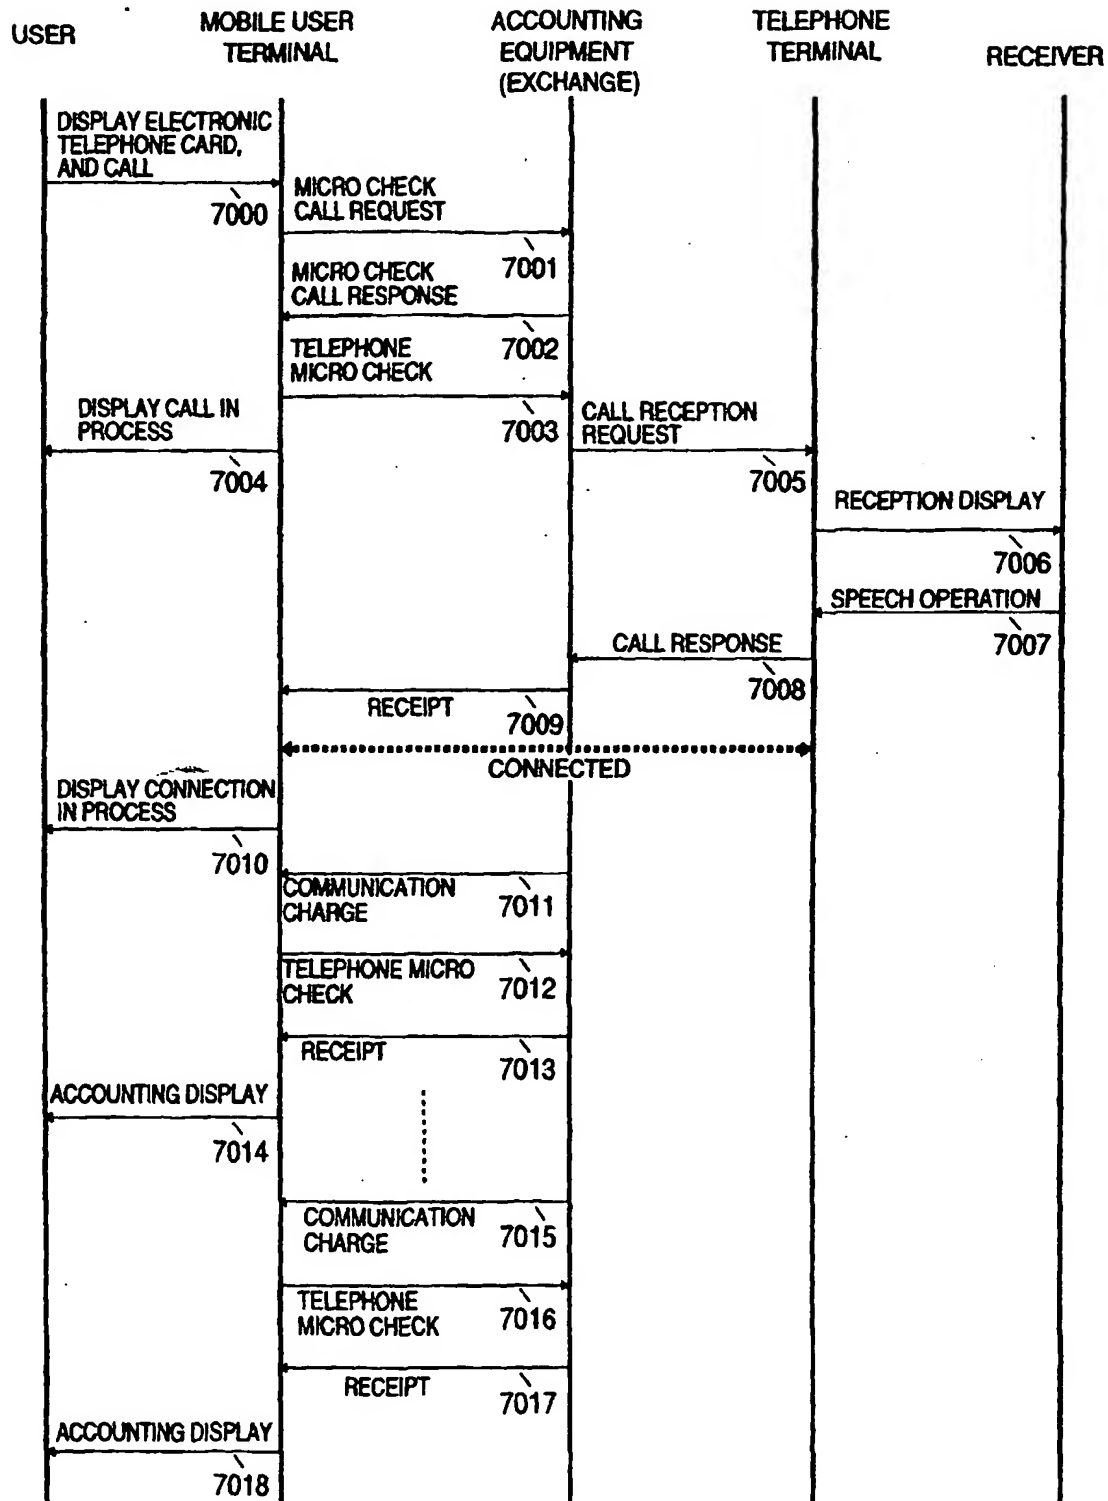 USER
MOBILE USER
TERMINAL
ACCOUNTING
EQUIPMENT
(EXCHANGE)
TELEPHONE
TERMINAL
RECEIVER
DISPLAY ELECTRONIC
TELEPHONE CARD,
AND CALL
7000
MICRO CHECK
CALL REQUEST
7001
MICRO CHECK
CALL RESPONSE
7002
TELEPHONE
MICRO CHECK
7003
DISPLAY CALL IN
PROCESS
7004
CALL RECEPTION
REQUEST
7005
RECEPTION DISPLAY
7006
SPEECH OPERATION
7007
CALL RESPONSE
7008
RECEIPT
7009
CONNECTED
DISPLAY CONNECTION
IN PROCESS
7010
COMMUNICATION
CHARGE
7011
TELEPHONE MICRO
CHECK
7012
RECEIPT
7013
ACCOUNTING DISPLAY
7014
COMMUNICATION
CHARGE
7015
TELEPHONE
MICRO CHECK
7016
RECEIPT
7017
ACCOUNTING DISPLAY
7018